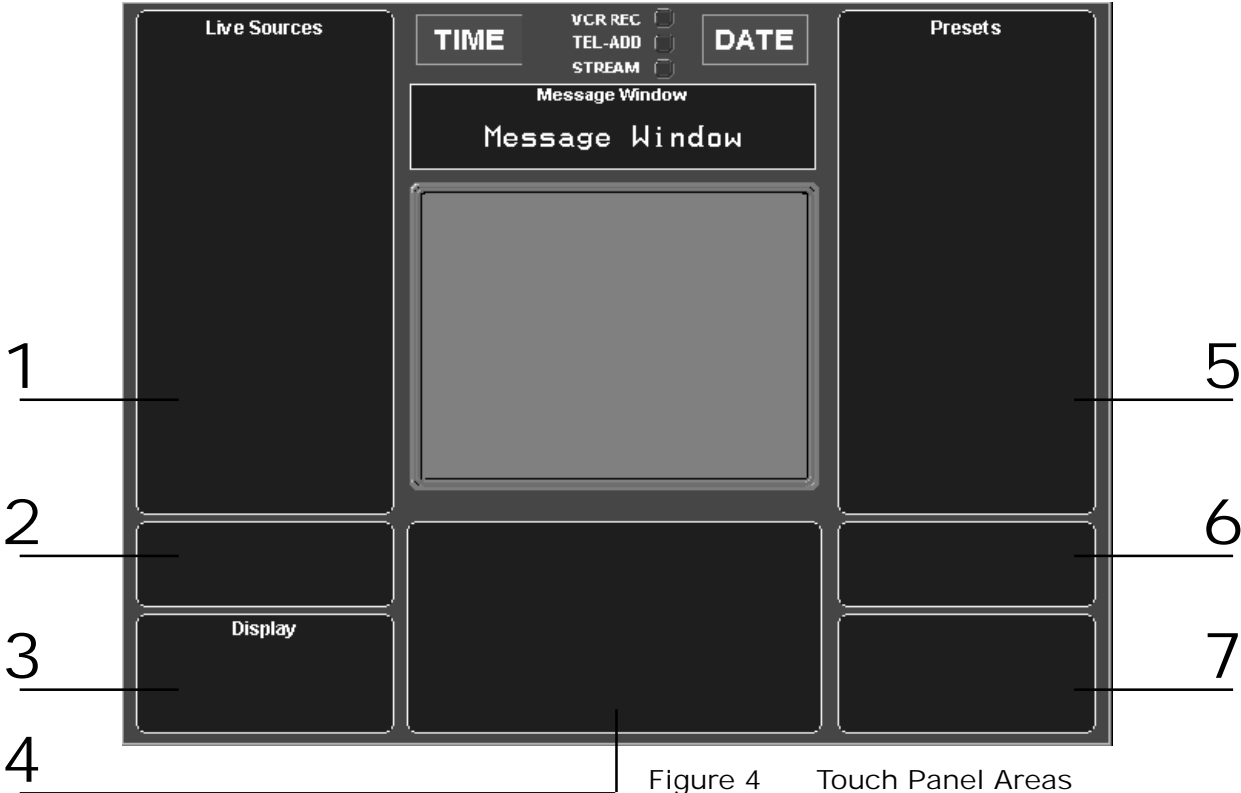 Live Sources
TIME
VCR REC
TEL-ADD
STREAM
DATE
Presets
Message Window
Message Window
1
5
2
6
Display
3
7
4
Figure 4 Touch Panel Areas